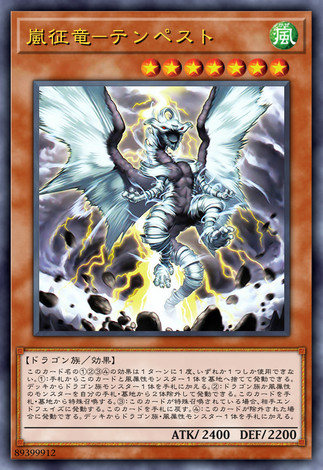 嵐征竜－テンペスト
風
【ドラゴン族／効果】
このカード名の①②③④の効果は１ターンに１度、いずれか１つしか使用でき
ない。①：手札からこのカードと風属性モンスター１体を墓地へ捨てて発動できる。
デッキからドラゴン族モンスター１体を手札に加える。②：ドラゴン族か風属性
のモンスターを自分の手札・墓地から２体除外して発動できる。このカードを手
札・墓地から特殊召喚する。③：このカードが特殊召喚されている場合、相手エン
ドフェイズに発動する。このカードを手札に戻す。④：このカードが除外された場
合に発動できる。デッキからドラゴン族・風属性モンスター１体を手札に加える。
ATK/ 2400 DEF/2200
89399912